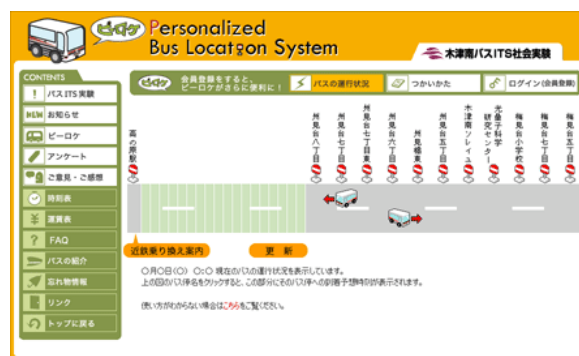 ピーロケ
Personalized
Bus Locatson System
木津南バスITS社会実験
CONTENTS
バスITS実験
NEW お知らせ
ピーロケ
アンケート
ご意見・ご感想
時刻表
¥ 運賃表
? FAQ
バスの紹介
忘れ物情報
リンク
トップに戻る
ピーロケ 会員登録をすると、
ピーロケがさらに便利に!
バスの運行状況
つかいかた
ログイン(会員登録)
高の原駅
州見台八丁目
州見台七丁目
州見台七丁目東
州見台六丁目
州見橋東
州見台五丁目
木津南ソレイユ
光量子科学
研究センター
梅見台小学校
梅見台七丁目
梅見台五丁目
近鉄乗り換え案内
更 新
○月○日(○) ○:○ 現在のバスの運行状況を表示しています。
上の図のバス停名をクリックすると、この部分にそのバス停への到着予想時刻が表示されます。
使い方がわからない場合はこちらをご覧ください。